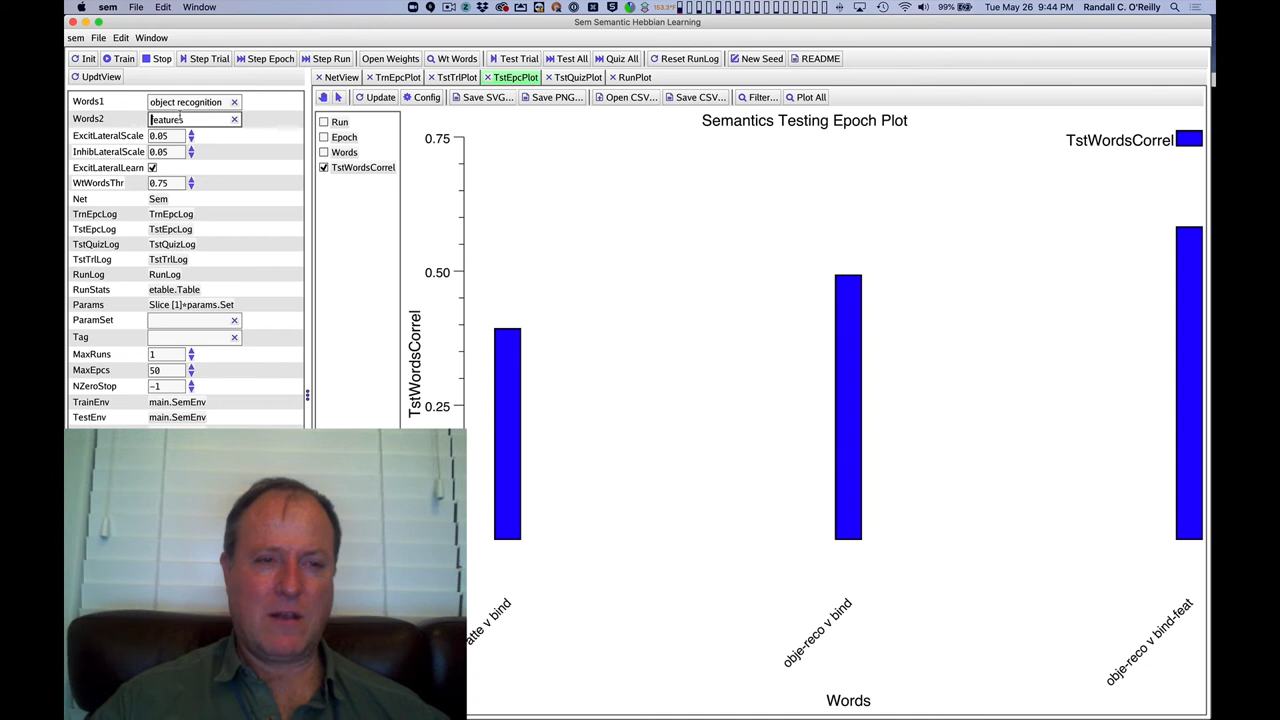 sem File Edit Window 153.3°F 99% Tue May 26 9:44 PM Randall C. O'Reilly
Sem Semantic Hebbian Learning
sem File Edit Window
Init Train Stop Step Trial Step Epoch Step Run Open Weights Wt Words Test Trial Test All Quiz All Reset RunLog New Seed README
UpdtView
NetView TrnEpcPlot TstTrlPlot TstEpcPlot TstQuizPlot RunPlot
Update Config Save SVG... Save PNG... Open CSV... Save CSV... Filter... Plot All
Words1 object recognition
Words2 features
ExcitLateralScale 0.05
InhibLateralScale 0.05
ExcitLateralLearn
WtWordsThr 0.75
Net Sem
TrnEpcLog TrnEpcLog
TstEpcLog TstEpcLog
TstQuizLog TstQuizLog
TstTrlLog TstTrlLog
RunLog RunLog
RunStats etable.Table
Params Slice [1]*params.Set
ParamSet
Tag
MaxRuns 1
MaxEpcs 50
NZeroStop -1
TrainEnv main.SemEnv
TestEnv main.SemEnv
Run
Epoch
Words
TstWordsCorrel
Semantics Testing Epoch Plot
TstWordsCorrel
0.75
0.50
0.25
TstWordsCorrel
atte v bind
obje-reco v bind
obje-reco v bind-feat
Words